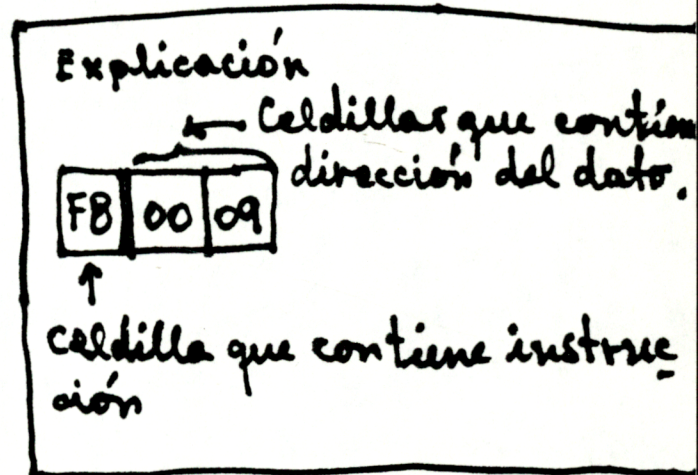 Explicación
Celdillas que contien
dirección del dato.
FB 00 09
Celdilla que contiene instruc
ción